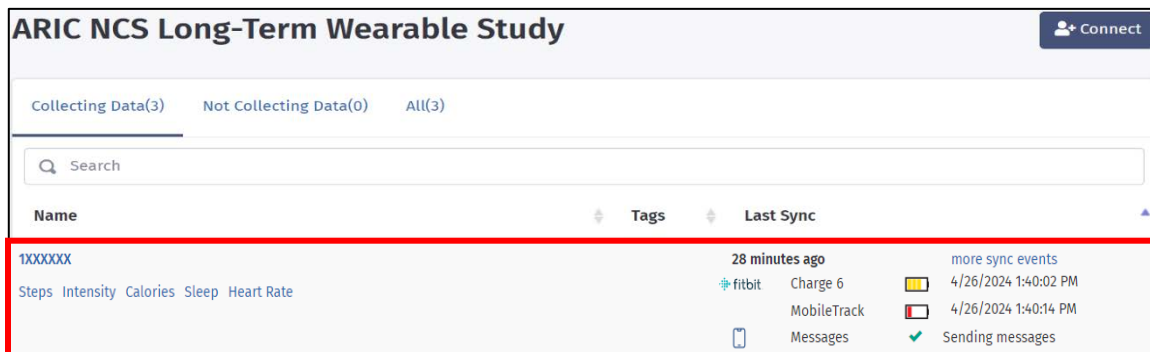 ARIC NCS Long-Term Wearable Study
Connect
Collecting Data(3) Not Collecting Data(0) All(3)
Search
Name Tags Last Sync
1XXXXXX 28 minutes ago more sync events
Steps Intensity Calories Sleep Heart Rate fitbit Charge 6 4/26/2024 1:40:02 PM
MobileTrack 4/26/2024 1:40:14 PM
Messages Sending messages